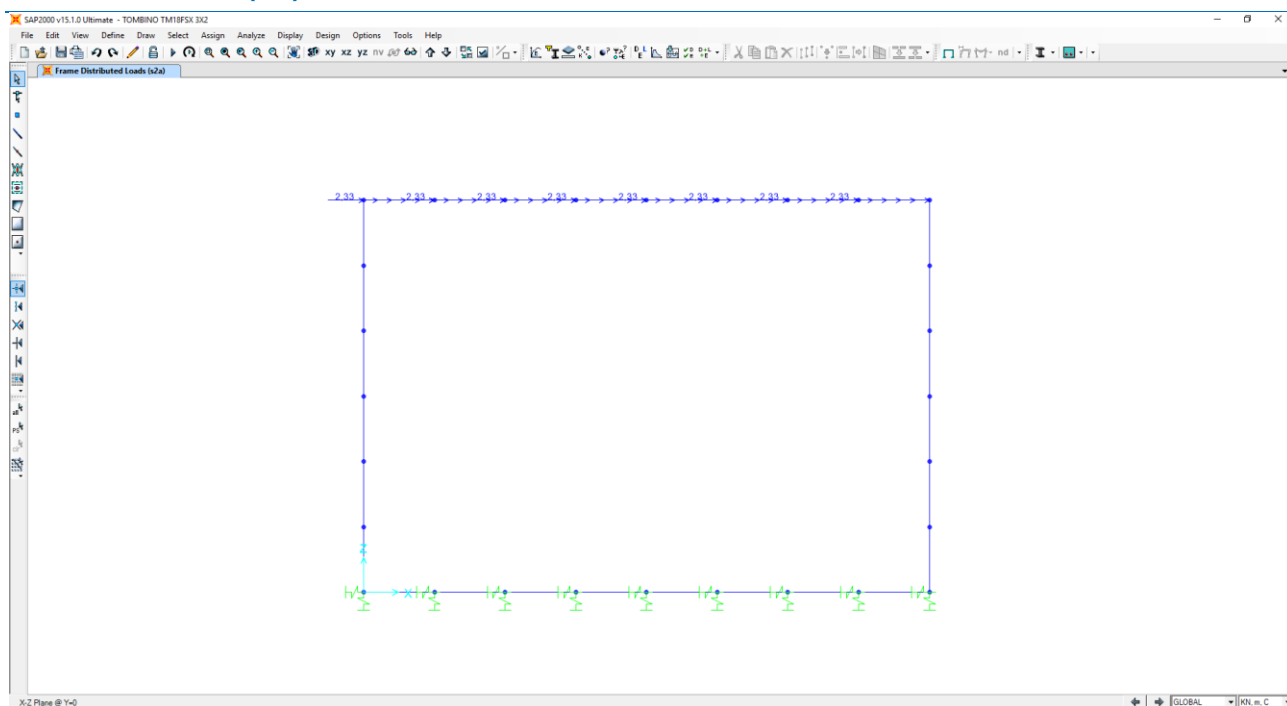 SAP2000 v15.1.0 Ultimate - TOMBINO TM18FSX 3X2
File Edit View Define Draw Select Assign Analyze Display Design Options Tools Help
xy xz yz nv nd
Frame Distributed Loads (s2a)
2.33 2.33 2.33 2.33 2.33 2.33 2.33 2.33
Z
X
X-Z Plane @ Y=0 GLOBAL KN, m, C